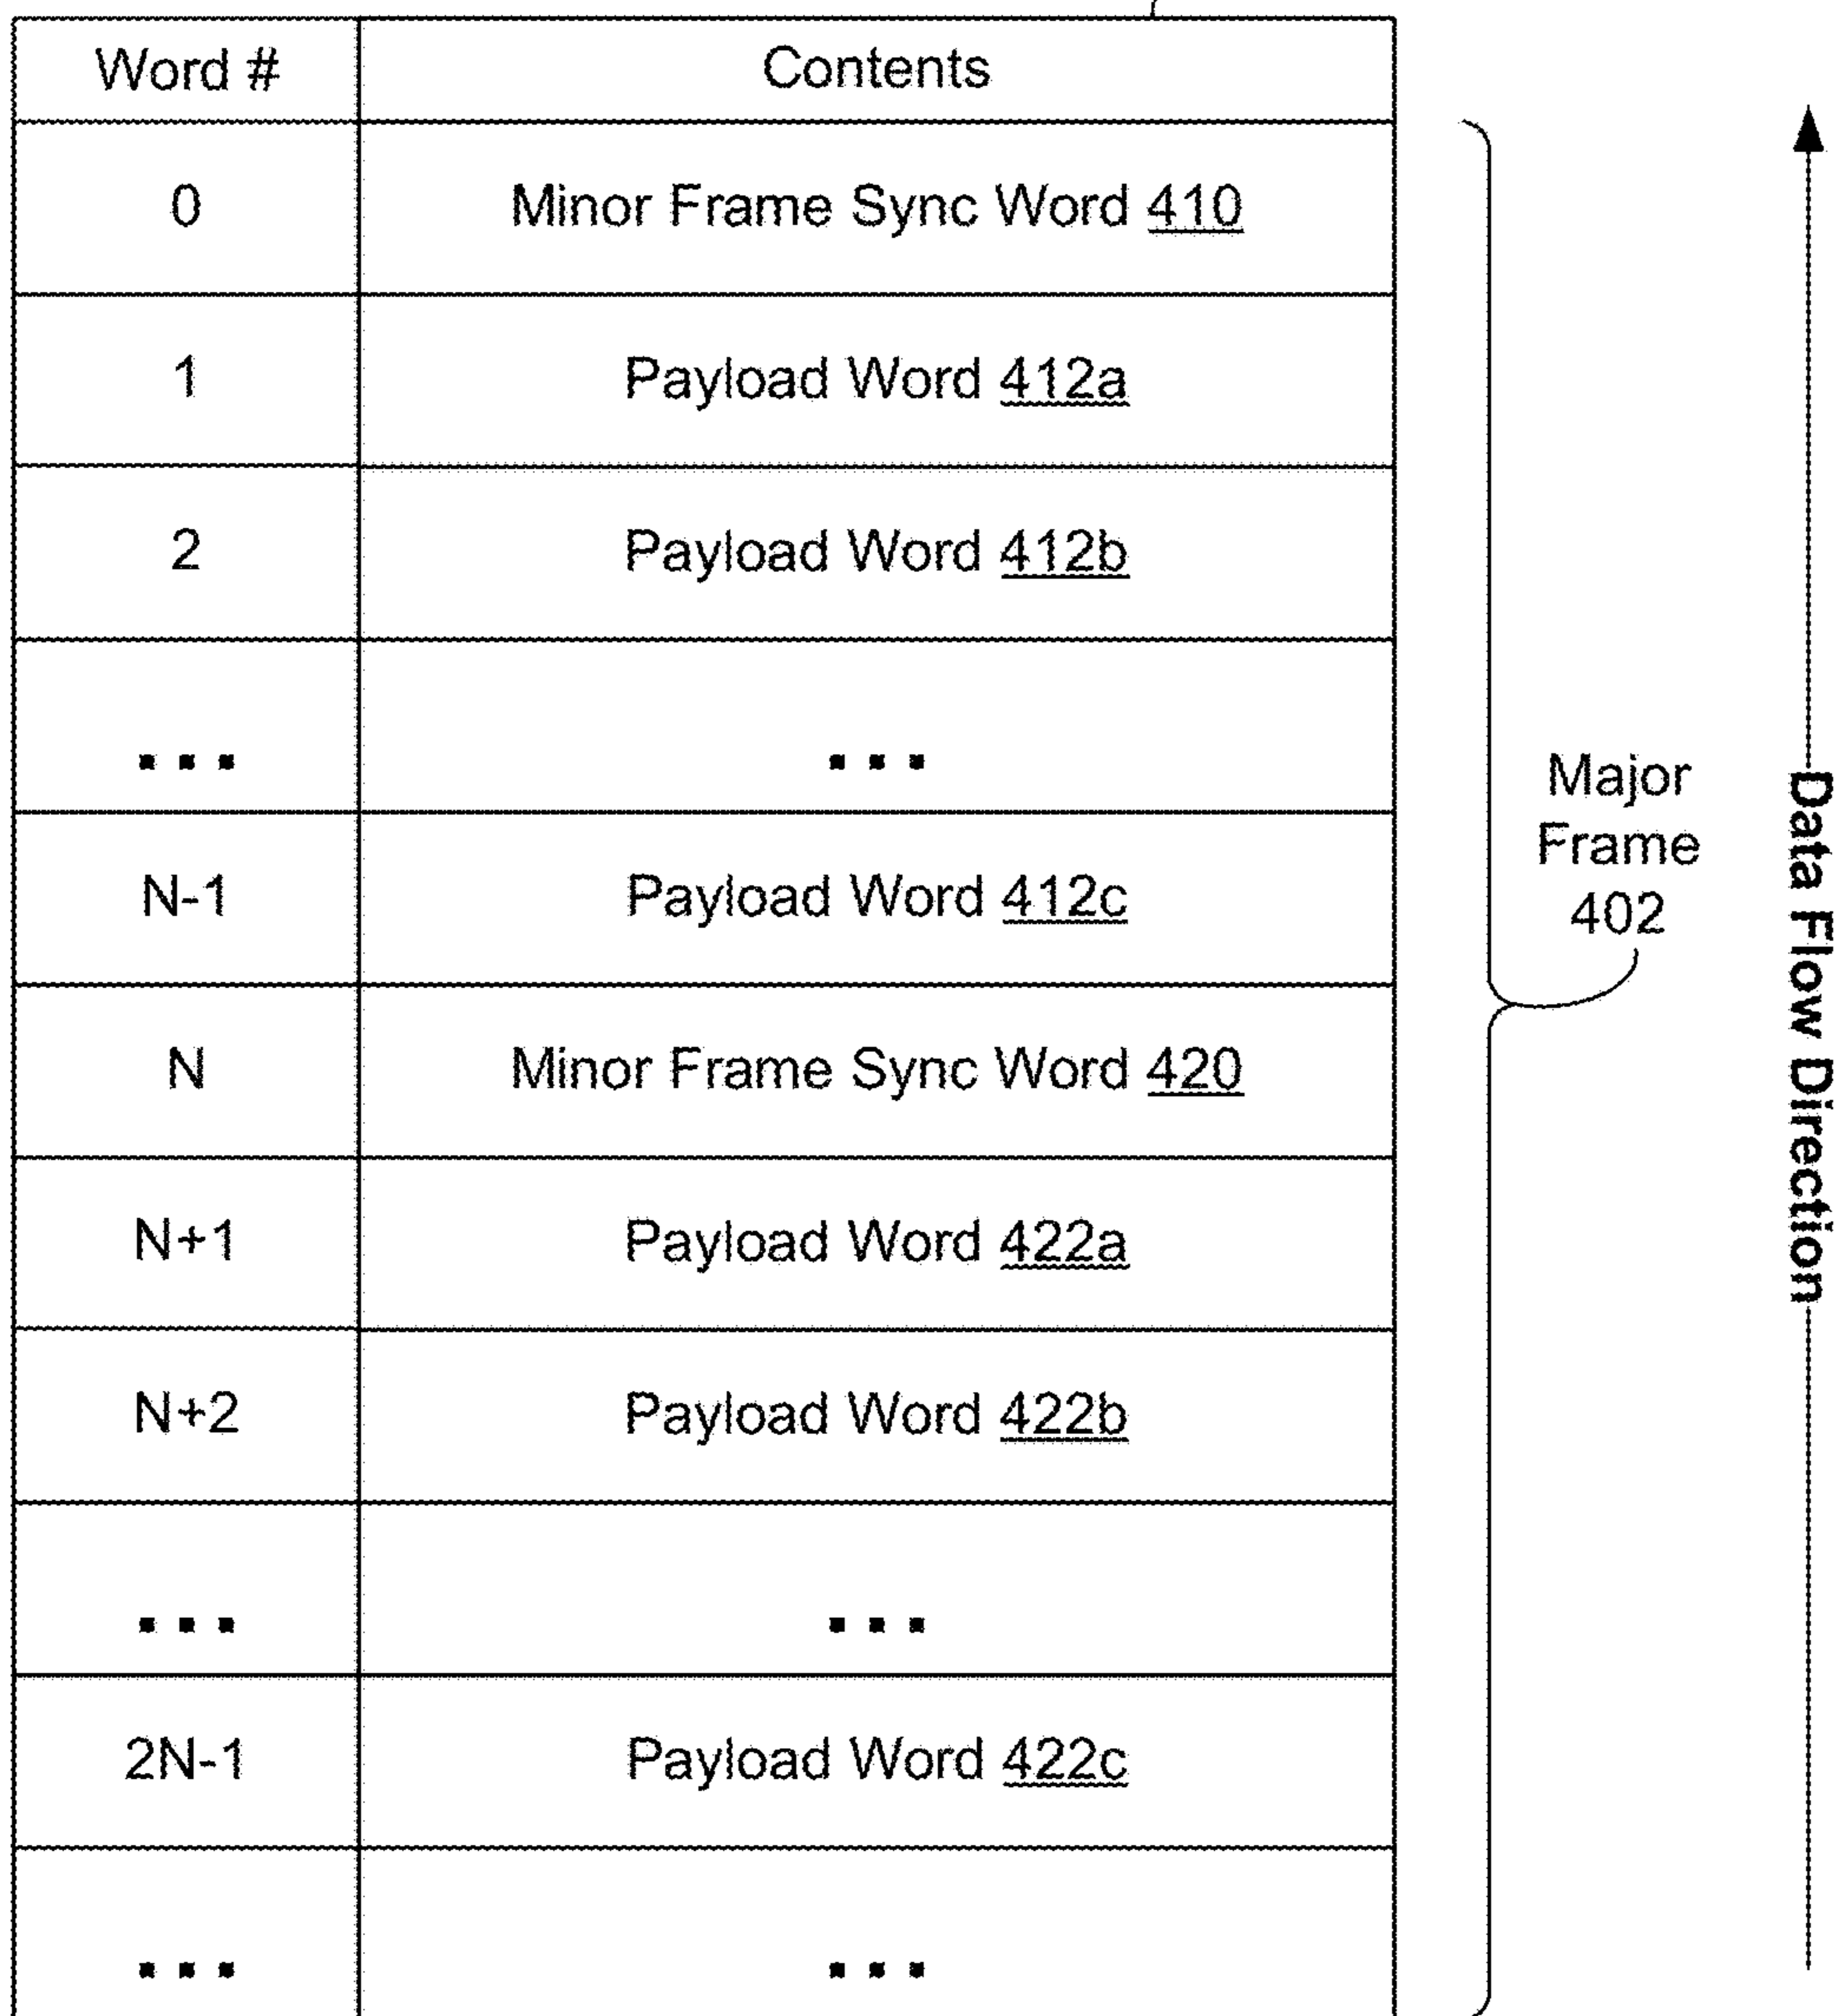 Word # Contents
0 Minor Frame Sync Word 410
1 Payload Word 412a
2 Payload Word 412b
... ...
N-1 Payload Word 412c
N Minor Frame Sync Word 420
N+1 Payload Word 422a
N+2 Payload Word 422b
... ...
2N-1 Payload Word 422c
... ...
Major
Frame
402
Data Flow Direction